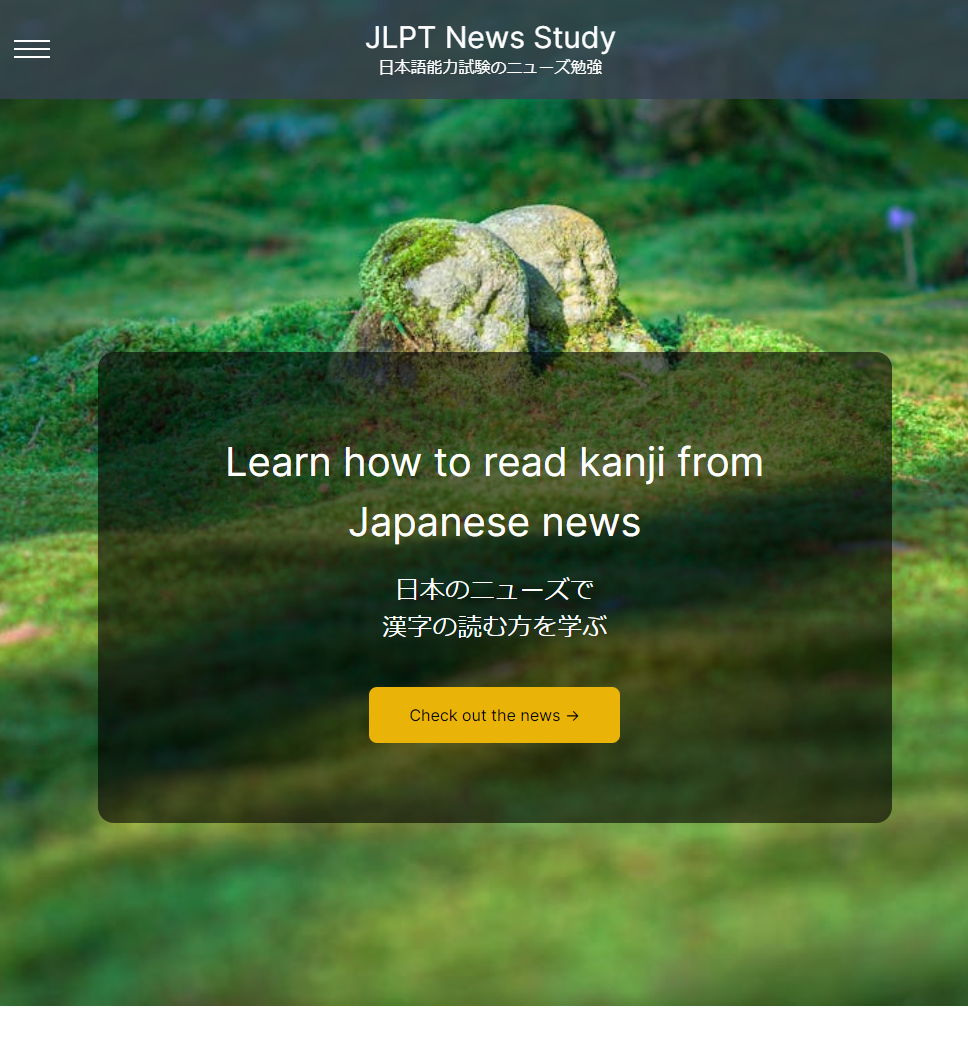 JLPT News Study
日本語能力試験のニューズ勉強
Learn how to read kanji from
Japanese news
日本のニューズで
漢字の読む方を学ぶ
Check out the news →